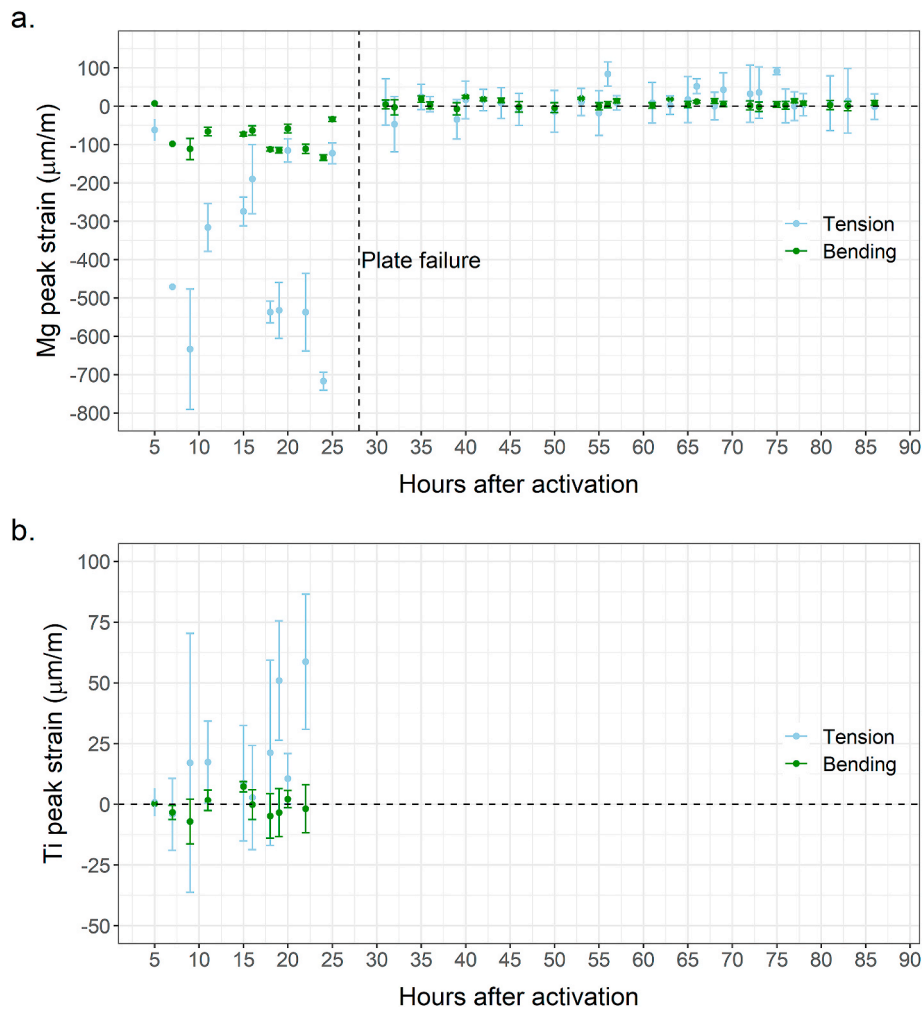 a.
Mg peak strain (μm/m)
100
0
-100
-200
-300
-400
-500
-600
-700
-800
Plate failure
Tension
Bending
5 10 15 20 25 30 35 40 45 50 55 60 65 70 75 80 85 90
Hours after activation
b.
Ti peak strain (μm/m)
100
75
50
25
0
-25
-50
Tension
Bending
5 10 15 20 25 30 35 40 45 50 55 60 65 70 75 80 85 90
Hours after activation